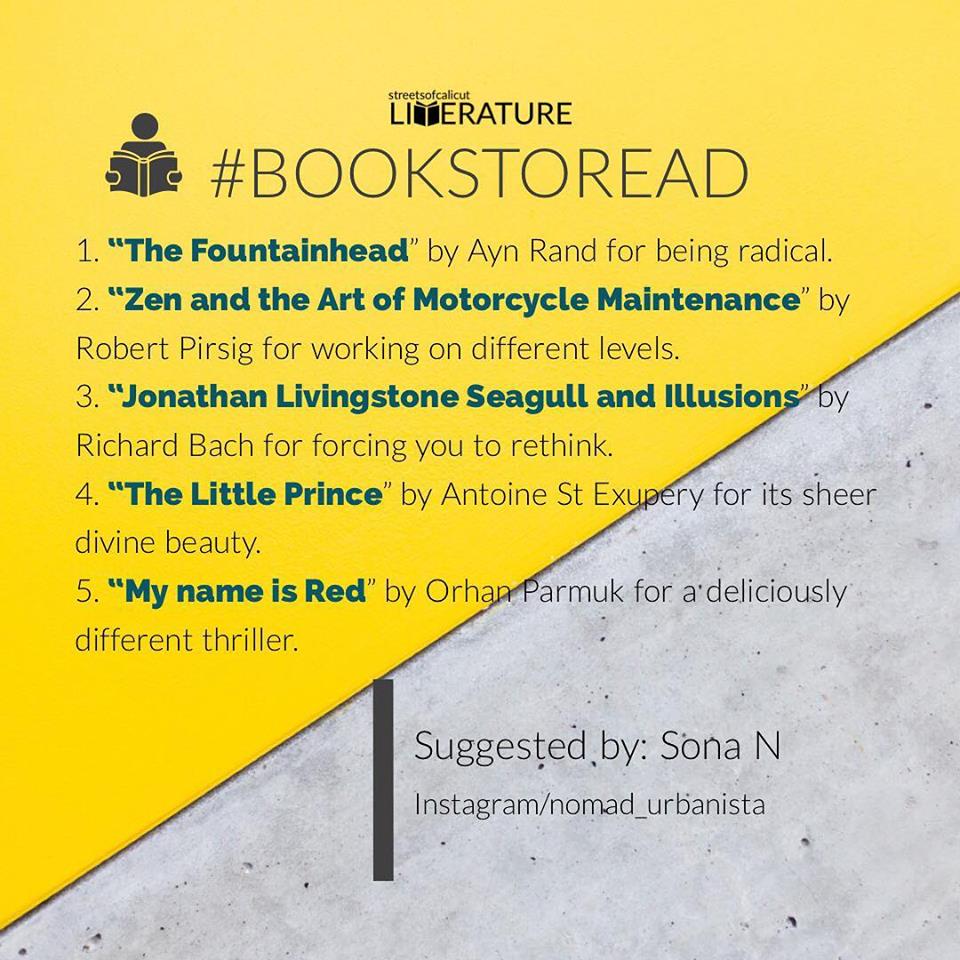 streetsofcalicut
LITERATURE
#BOOKSTOREAD
1. “The Fountainhead” by Ayn Rand for being radical.
2. “Zen and the Art of Motorcycle Maintenance” by
Robert Pirsig for working on different levels.
3. “Jonathan Livingstone Seagull and Illusions” by
Richard Bach for forcing you to rethink.
4. “The Little Prince” by Antoine St Exupery for its sheer
divine beauty.
5. “My name is Red” by Orhan Parmuk for a deliciously
different thriller.
Suggested by: Sona N
Instagram/nomad_urbanista